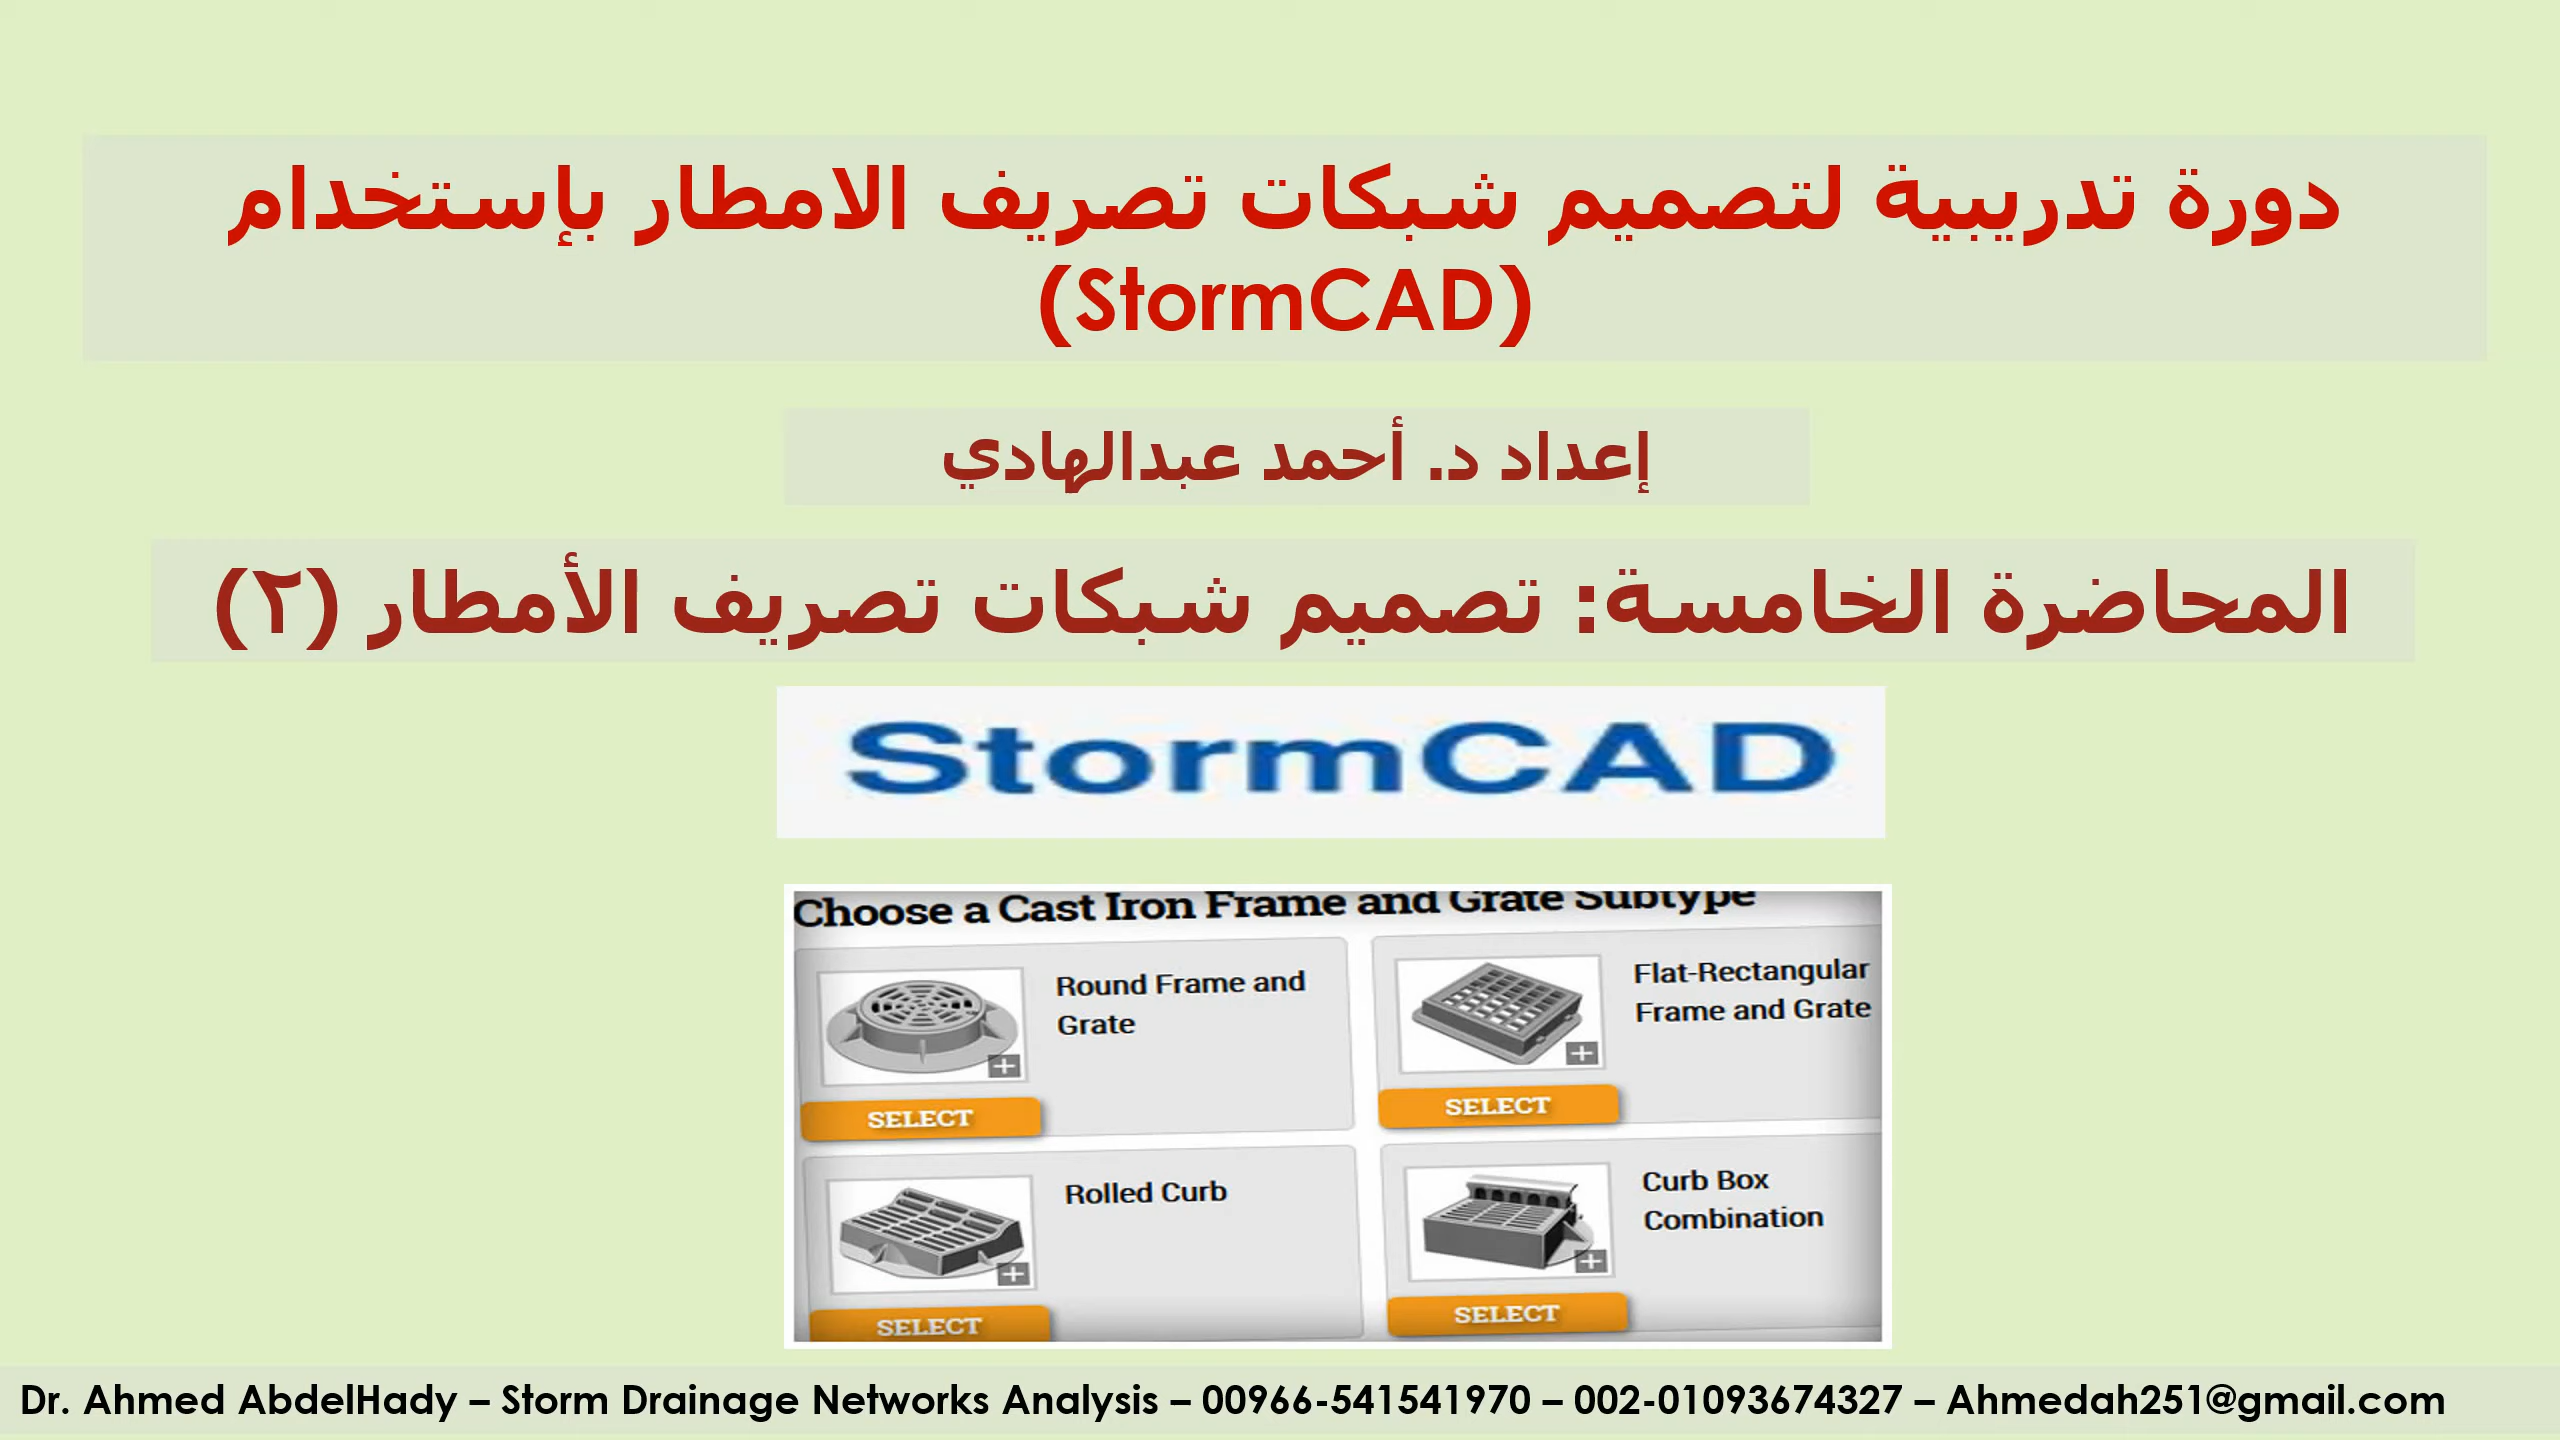 دورة تدريبية لتصميم شبكات تصريف الامطار بإستخدام
(StormCAD)
إعداد د. أحمد عبدالهادي
المحاضرة الخامسة: تصميم شبكات تصريف الأمطار (٢)
StormCAD
Choose a Cast Iron Frame and Grate Subtype
Round Frame and
Grate
SELECT
Flat-Rectangular
Frame and Grate
SELECT
Rolled Curb
SELECT
Curb Box
Combination
SELECT
Dr. Ahmed AbdelHady – Storm Drainage Networks Analysis – 00966-541541970 – 002-01093674327 – Ahmedah251@gmail.com